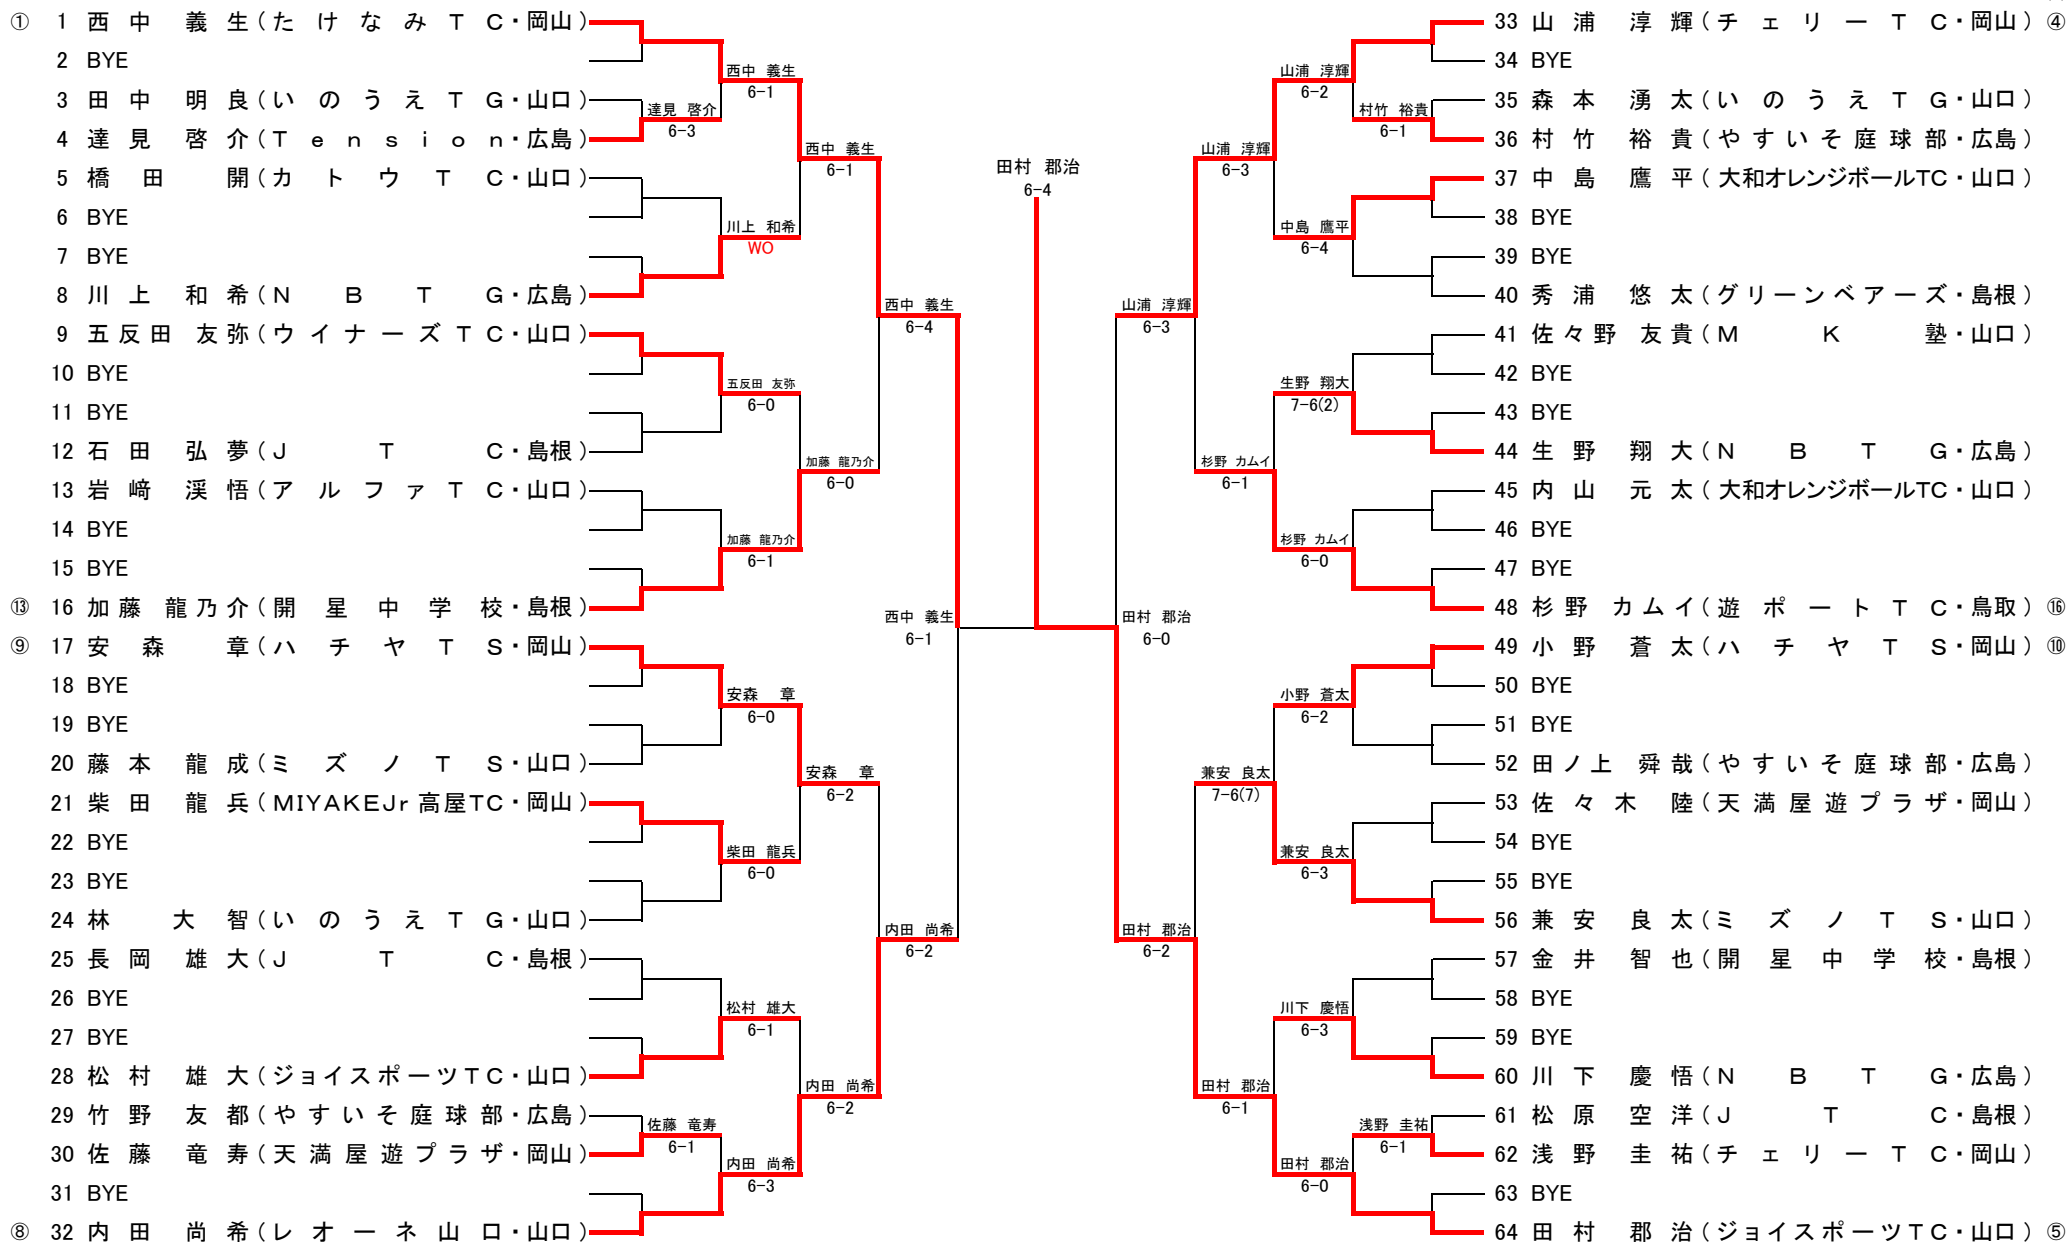 ① 1 西中 義生(たけなみTC・岡山)
2 BYE
3 田中 明良(いのうえTG・山口)
4 達見 啓介(Tension・広島)
5 橋田 開(カトウTC・山口)
6 BYE
7 BYE
8 川上 和希(NBTG・広島)
9 五反田 友弥(ウイナーズTC・山口)
10 BYE
11 BYE
12 石田 弘夢(JTC・島根)
13 岩﨑 渓悟(アルファTC・山口)
14 BYE
15 BYE
⑬ 16 加藤 龍乃介(開星中学校・島根)
⑨ 17 安森 章(ハチヤTS・岡山)
18 BYE
19 BYE
20 藤本 龍成(ミズノTS・山口)
21 柴田 龍兵(MIYAKEJr高屋TC・岡山)
22 BYE
23 BYE
24 林 大智(いのうえTG・山口)
25 長岡 雄大(JTC・島根)
26 BYE
27 BYE
28 松村 雄大(ジョイスポーツTC・山口)
29 竹野 友都(やすいそ庭球部・広島)
30 佐藤 竜寿(天満屋遊プラザ・岡山)
31 BYE
⑧ 32 内田 尚希(レオーネ山口・山口)
達見 啓介
6-3
佐藤 竜寿
6-1
西中 義生
6-1
川上 和希
WO
五反田 友弥
6-0
加藤 龍乃介
6-1
安森 章
6-0
柴田 龍兵
6-0
松村 雄大
6-1
内田 尚希
6-3
西中 義生
6-1
加藤 龍乃介
6-0
安森 章
6-2
内田 尚希
6-2
西中 義生
6-4
内田 尚希
6-2
西中 義生
6-1
田村 郡治
6-4
田村 郡治
6-0
山浦 淳輝
6-3
田村 郡治
6-2
山浦 淳輝
6-3
杉野 カムイ
6-1
兼安 良太
7-6(7)
田村 郡治
6-1
山浦 淳輝
6-2
中島 鷹平
6-4
生野 翔大
7-6(2)
杉野 カムイ
6-0
小野 蒼太
6-2
兼安 良太
6-3
川下 慶悟
6-3
田村 郡治
6-0
村竹 裕貴
6-1
浅野 圭祐
6-1
33 山浦 淳輝(チェリーTC・岡山) ④
34 BYE
35 森本 湧太(いのうえTG・山口)
36 村竹 裕貴(やすいそ庭球部・広島)
37 中島 鷹平(大和オレンジボールTC・山口)
38 BYE
39 BYE
40 秀浦 悠太(グリーンベアーズ・島根)
41 佐々野 友貴(MK塾・山口)
42 BYE
43 BYE
44 生野 翔大(NBTG・広島)
45 内山 元太(大和オレンジボールTC・山口)
46 BYE
47 BYE
48 杉野 カムイ(遊ポートTC・鳥取) ⑯
49 小野 蒼太(ハチヤTS・岡山) ⑩
50 BYE
51 BYE
52 田ノ上 舜哉(やすいそ庭球部・広島)
53 佐々木 陸(天満屋遊プラザ・岡山)
54 BYE
55 BYE
56 兼安 良太(ミズノTS・山口)
57 金井 智也(開星中学校・島根)
58 BYE
59 BYE
60 川下 慶悟(NBTG・広島)
61 松原 空洋(JTC・島根)
62 浅野 圭祐(チェリーTC・岡山)
63 BYE
64 田村 郡治(ジョイスポーツTC・山口) ⑤